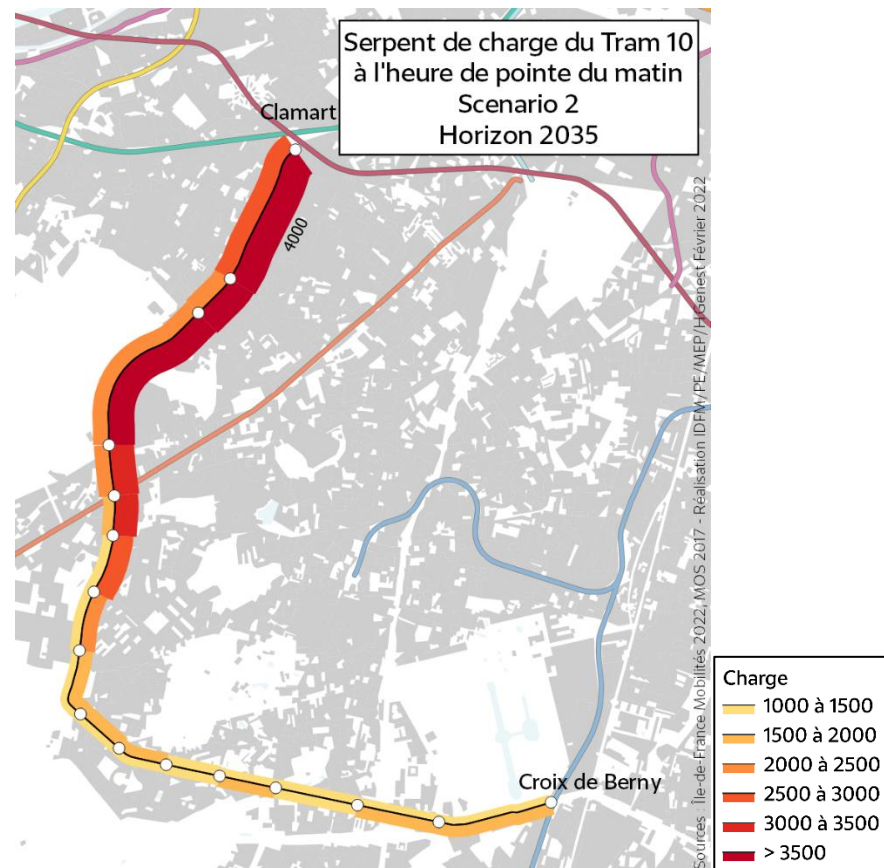 Serpent de charge du Tram 10
à l'heure de pointe du matin
Scenario 2
Horizon 2035
Clamart
4000
Croix de Berny
Sources : Île-de-France Mobilités 2022, MOS 2017 - Réalisation IDFM/PE/MEP/H Genest Février 2022
Charge
1000 à 1500
1500 à 2000
2000 à 2500
2500 à 3000
3000 à 3500
> 3500